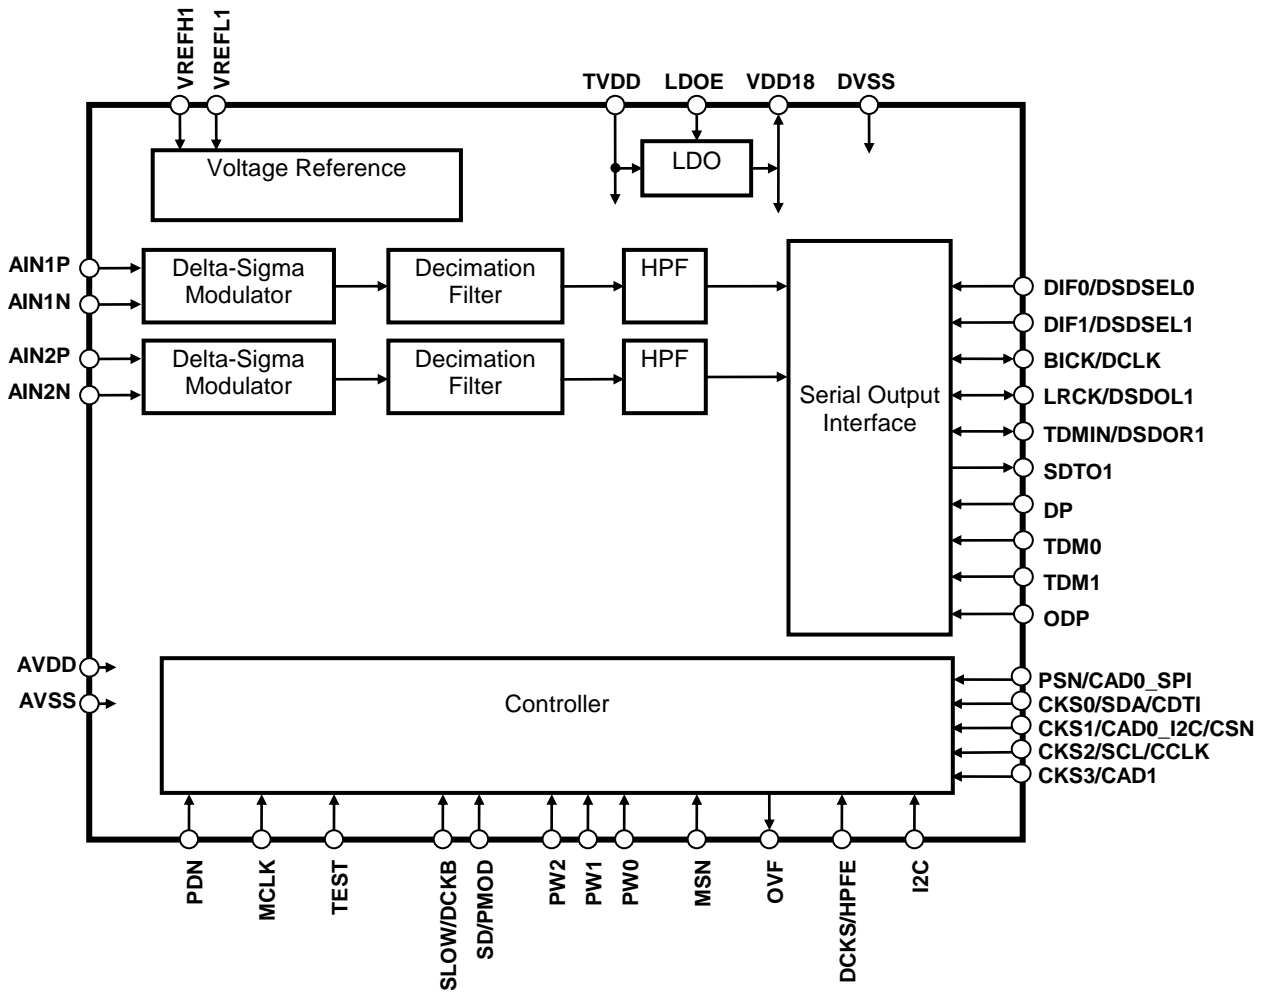 VREFH1
VREFL1
TVDD
LDOE
VDD18
DVSS
Voltage Reference
LDO
AIN1P
AIN1N
AIN2P
AIN2N
Delta-Sigma
Modulator
Decimation
Filter
HPF
Delta-Sigma
Modulator
Decimation
Filter
HPF
Serial Output
Interface
DIF0/DSDSEL0
DIF1/DSDSEL1
BICK/DCLK
LRCK/DSDOL1
TDMIN/DSDOR1
SDTO1
DP
TDM0
TDM1
ODP
AVDD
AVSS
Controller
PSN/CAD0_SPI
CKS0/SDA/CDTI
CKS1/CAD0_I2C/CSN
CKS2/SCL/CCLK
CKS3/CAD1
PDN
MCLK
TEST
SLOW/DCKB
SD/PMOD
PW2
PW1
PW0
MSN
OVF
DCKS/HPFE
I2C